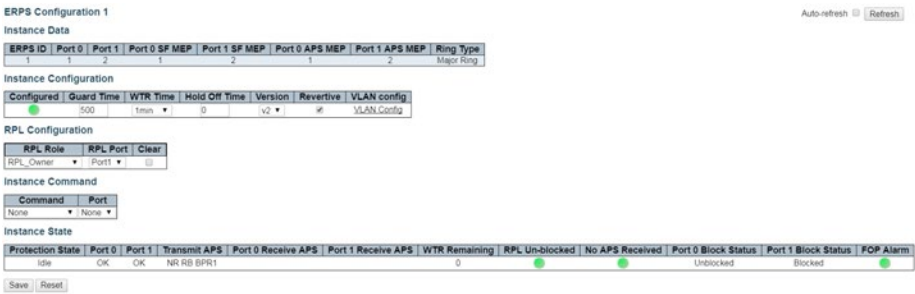 ERPS Configuration 1
Auto-refresh Refresh
Instance Data
ERPS ID Port 0 Port 1 Port 0 SF MEP Port 1 SF MEP Port 0 APS MEP Port 1 APS MEP Ring Type
1 1 2 1 2 1 2 Major Ring
Instance Configuration
Configured Guard Time WTR Time Hold Off Time Version Revertive VLAN config
500 1min 0 v2 VLAN Config
RPL Configuration
RPL Role RPL Port Clear
RPL_Owner Port1
Instance Command
Command Port
None None
Instance State
Protection State Port 0 Port 1 Transmit APS Port 0 Receive APS Port 1 Receive APS WTR Remaining RPL Un-blocked No APS Received Port 0 Block Status Port 1 Block Status FOP Alarm
Idle OK OK NR RB BPR1 0 Unblocked Blocked
Save Reset